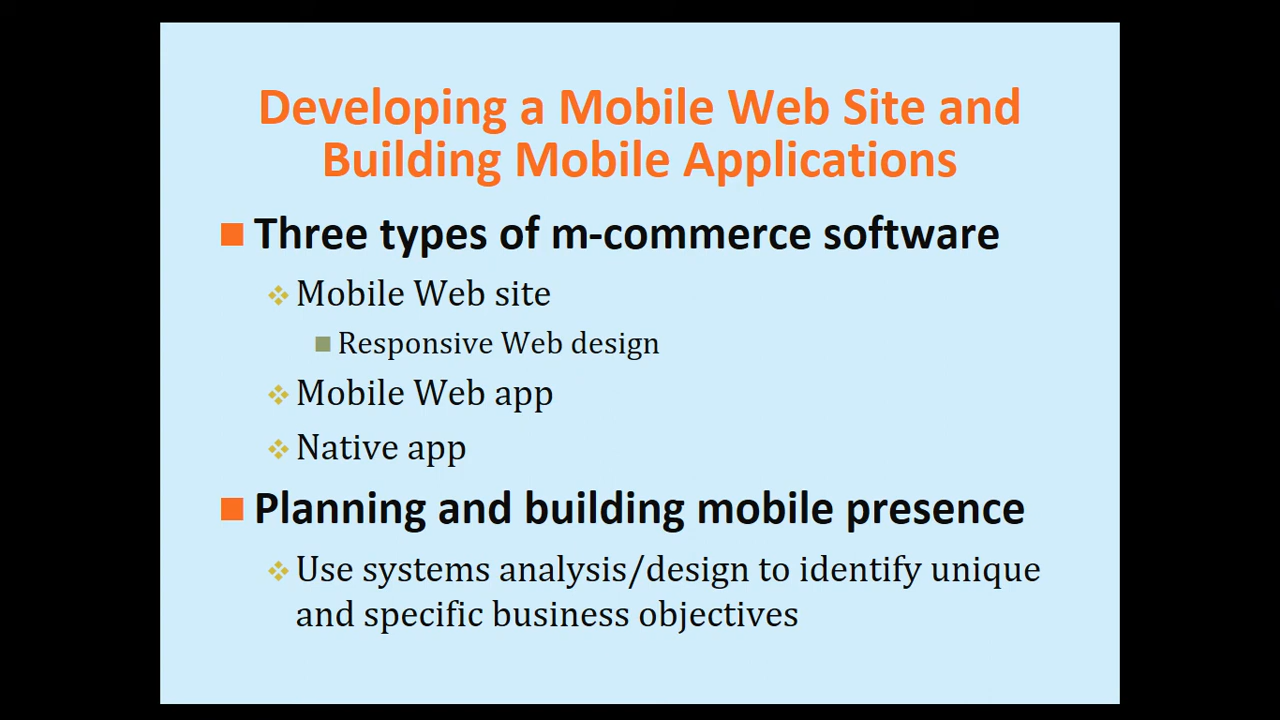 Developing a Mobile Web Site and
Building Mobile Applications
Three types of m-commerce software
Mobile Web site
Responsive Web design
Mobile Web app
Native app
Planning and building mobile presence
Use systems analysis/design to identify unique
and specific business objectives